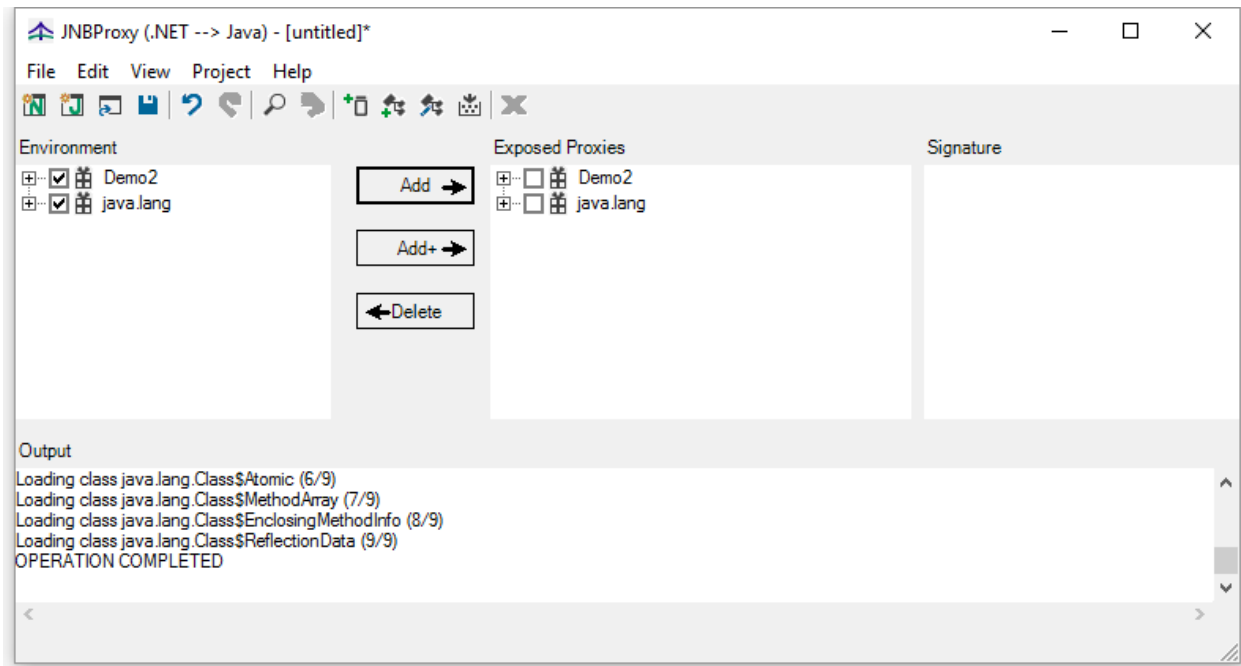 JNBProxy (.NET --> Java) - [untitled]*
File Edit View Project Help
Environment
Demo2
java.lang
Add
Add+
Delete
Exposed Proxies
Demo2
java.lang
Signature
Output
Loading class java.lang.Class$Atomic (6/9)
Loading class java.lang.Class$MethodArray (7/9)
Loading class java.lang.Class$EnclosingMethodInfo (8/9)
Loading class java.lang.Class$ReflectionData (9/9)
OPERATION COMPLETED